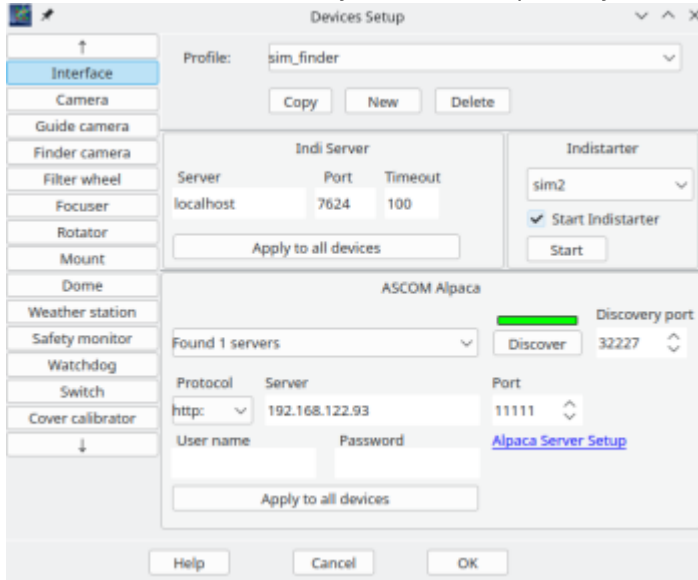 Devices Setup
↑
Interface
Camera
Guide camera
Finder camera
Filter wheel
Focuser
Rotator
Mount
Dome
Weather station
Safety monitor
Watchdog
Switch
Cover calibrator
↓
Profile: sim_finder
Copy New Delete
Indi Server
Server Port Timeout
localhost 7624 100
Apply to all devices
Indistarter
sim2
Start Indistarter
Start
ASCOM Alpaca
Discovery port
Found 1 servers Discover 32227
Protocol Server Port
http: 192.168.122.93 11111
User name Password Alpaca Server Setup
Apply to all devices
Help Cancel OK